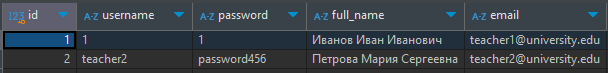 123 id A-Z username A-Z password A-Z full_name A-Z email
1 1 1 Иванов Иван Иванович teacher1@university.edu
2 teacher2 password456 Петрова Мария Сергеевна teacher2@university.edu